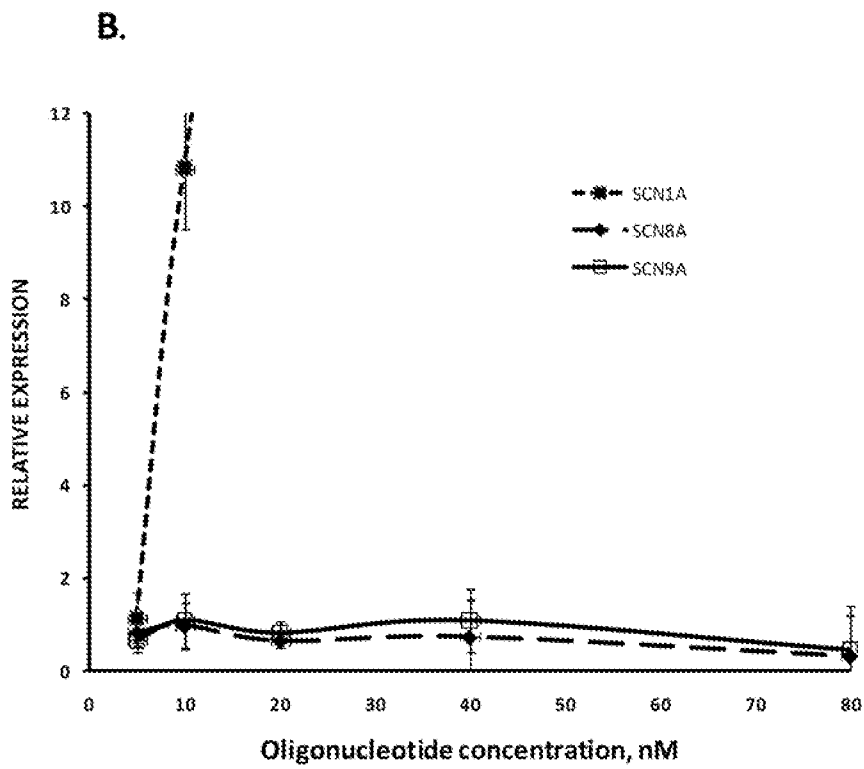 B.
12
10
8
6
4
2
0
RELATIVE EXPRESSION
SCN1A
SCN8A
SCN9A
0 10 20 30 40 50 60 70 80
Oligonucleotide concentration, nM